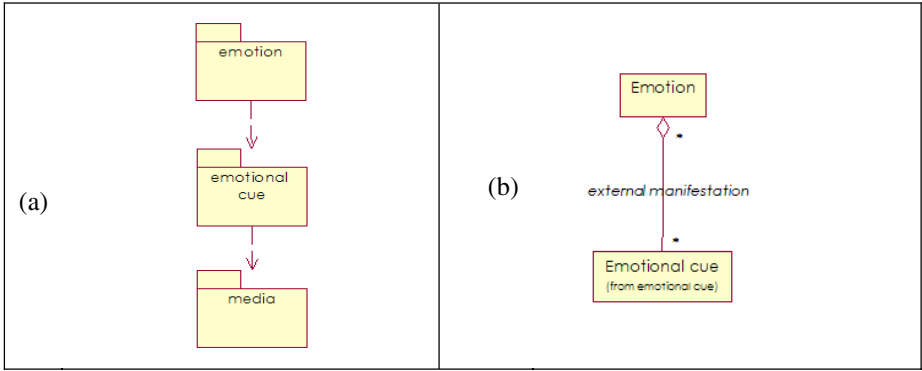 (a)
emotion
emotional
cue
media
(b)
Emotion
*
external manifestation
*
Emotional cue
(from emotional cue)